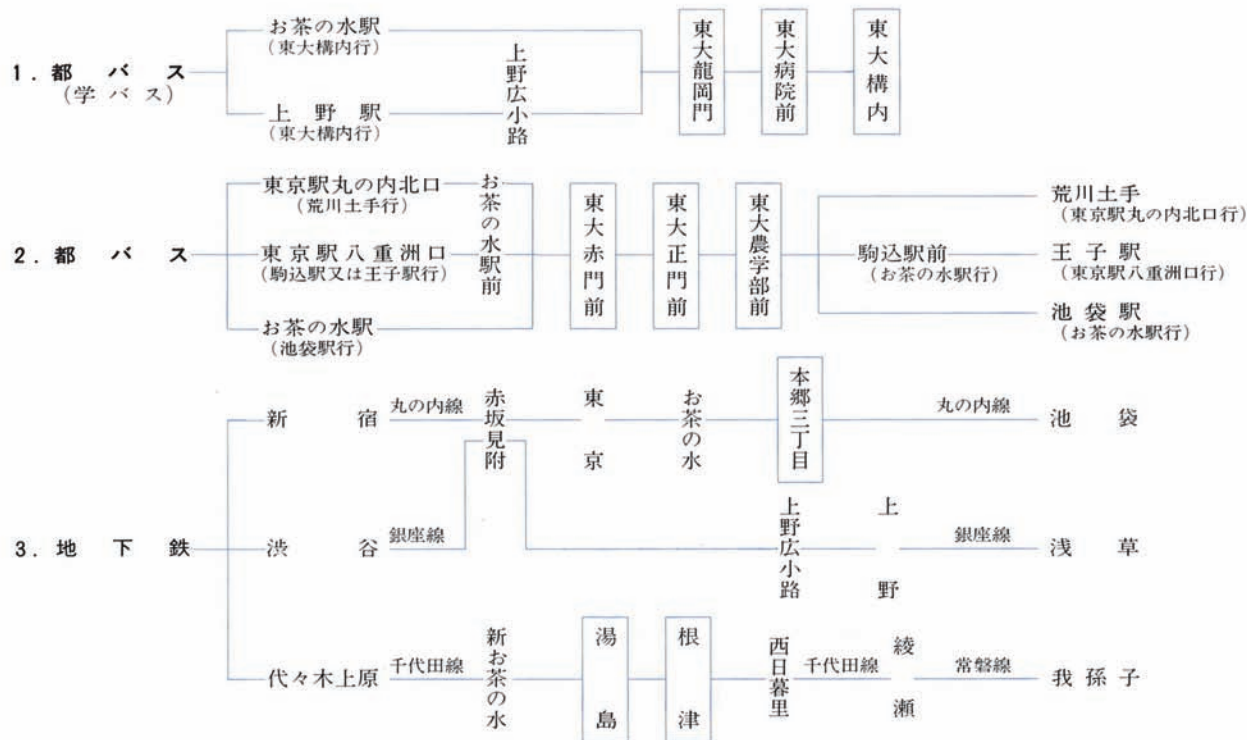 1. 都バス
(学バス)
お茶の水駅
(東大構内行)
上野駅
(東大構内行)
上野広小路
東大龍岡門
東大病院前
東大構内
2. 都バス
東京駅丸の内北口
(荒川土手行)
東京駅八重洲口
(駒込駅又は王子駅行)
お茶の水駅
(池袋駅行)
お茶の水駅前
東大赤門前
東大正門前
東大農学部前
駒込駅前
(お茶の水駅行)
荒川土手
(東京駅丸の内北口行)
王子駅
(東京駅八重洲口行)
池袋駅
(お茶の水駅行)
3. 地下鉄
新宿
丸の内線
赤坂見附
東京
お茶の水
本郷三丁目
丸の内線
池袋
渋谷
銀座線
上野広小路
上野
銀座線
浅草
代々木上原
千代田線
新お茶の水
湯島
根津
西日暮里
千代田線
綾瀬
常磐線
我孫子